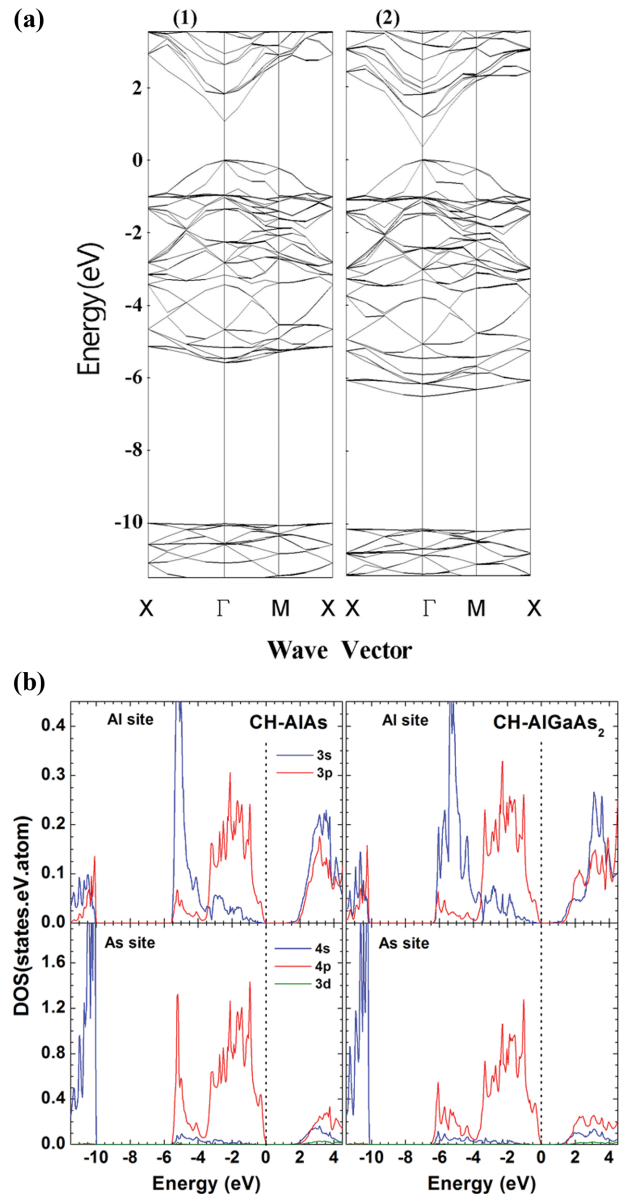 (a)
(1) (2)
2
0
-2
-4
-6
-8
-10
Energy(eV)
X Γ M X X Γ M X
Wave Vector
(b)
Al site CH-AlAs
3s
3p
Al site CH-AlGaAs2
0.4
0.3
0.2
0.1
0.0
As site
4s
4p
3d
As site
1.6
1.2
0.8
0.4
0.0
DOS(states.eV.atom)
-10 -8 -6 -4 -2 0 2 4 -10 -8 -6 -4 -2 0 2 4
Energy (eV) Energy (eV)